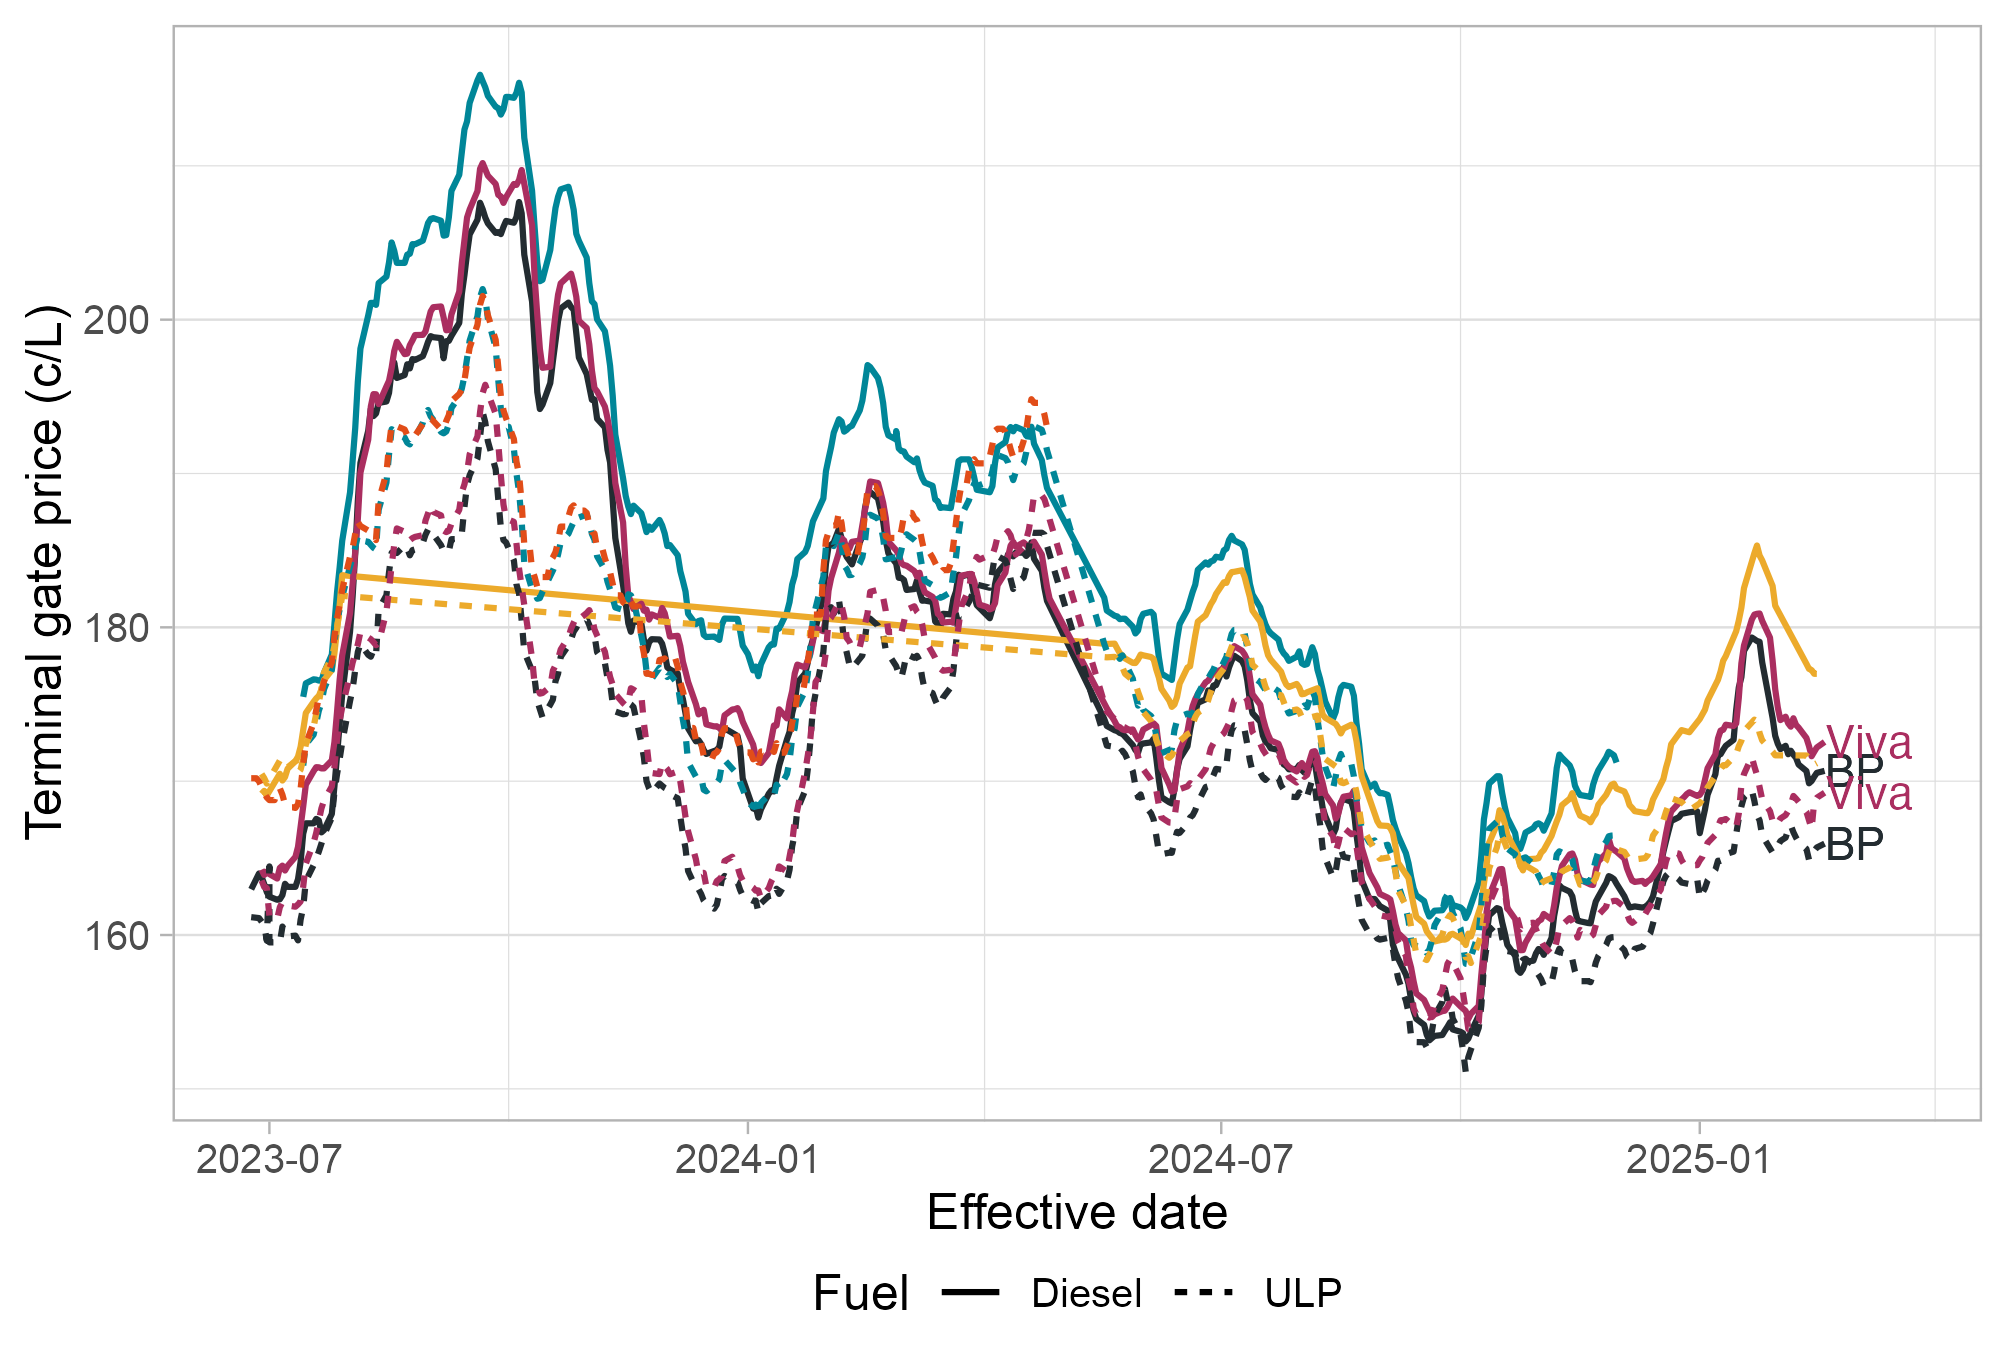 Terminal gate price (c/L)
200
180
160
Viva
BP
Viva
BP
2023-07
2024-01
2024-07
2025-01
Effective date
Fuel
Diesel
ULP